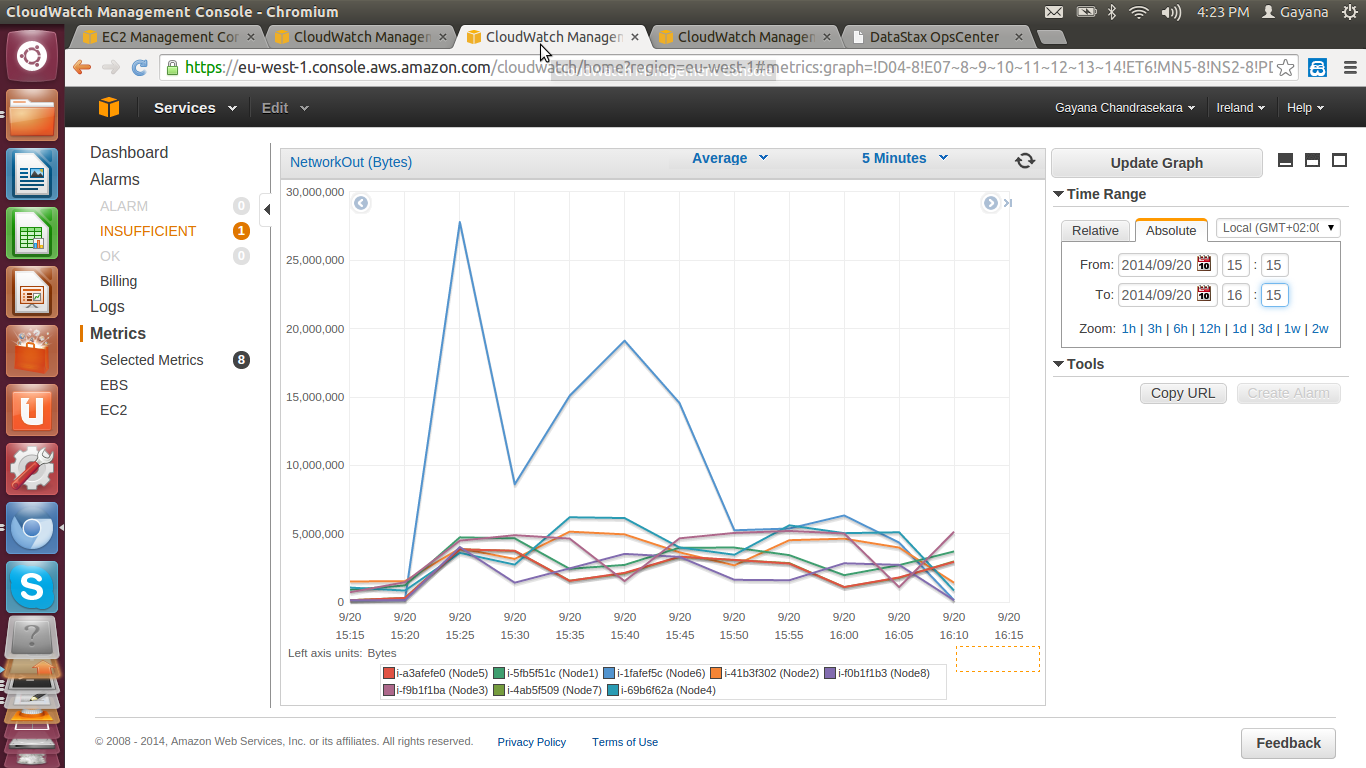 CloudWatch Management Console - Chromium
4:23 PM Gayana
EC2 Management Co
CloudWatch Managem
CloudWatch Managem
CloudWatch Managem
DataStax OpsCenter
https://eu-west-1.console.aws.amazon.com/cloudwatch/home?region=eu-west-1#metrics:graph=!D04-8!E07~8~9~10~11~12~13~14!ET6!MN5-8!NS2-8!PD
Services Edit
Gayana Chandrasekara Ireland Help
Dashboard
Alarms
ALARM 0
INSUFFICIENT 1
OK 0
Billing
Logs
Metrics
Selected Metrics 8
EBS
EC2
NetworkOut (Bytes) Average 5 Minutes
30,000,000
25,000,000
20,000,000
15,000,000
10,000,000
5,000,000
0
9/20 9/20 9/20 9/20 9/20 9/20 9/20 9/20 9/20 9/20 9/20 9/20 9/20
15:15 15:20 15:25 15:30 15:35 15:40 15:45 15:50 15:55 16:00 16:05 16:10 16:15
Left axis units: Bytes
i-a3afefe0 (Node5) i-5fb5f51c (Node1) i-1fafef5c (Node6) i-41b3f302 (Node2) i-f0b1f1b3 (Node8)
i-f9b1f1ba (Node3) i-4ab5f509 (Node7) i-69b6f62a (Node4)
Update Graph
Time Range
Relative Absolute Local (GMT+02:00
From: 2014/09/20 10 15 : 15
To: 2014/09/20 10 16 : 15
Zoom: 1h | 3h | 6h | 12h | 1d | 3d | 1w | 2w
Tools
Copy URL Create Alarm
© 2008 - 2014, Amazon Web Services, Inc. or its affiliates. All rights reserved. Privacy Policy Terms of Use
Feedback